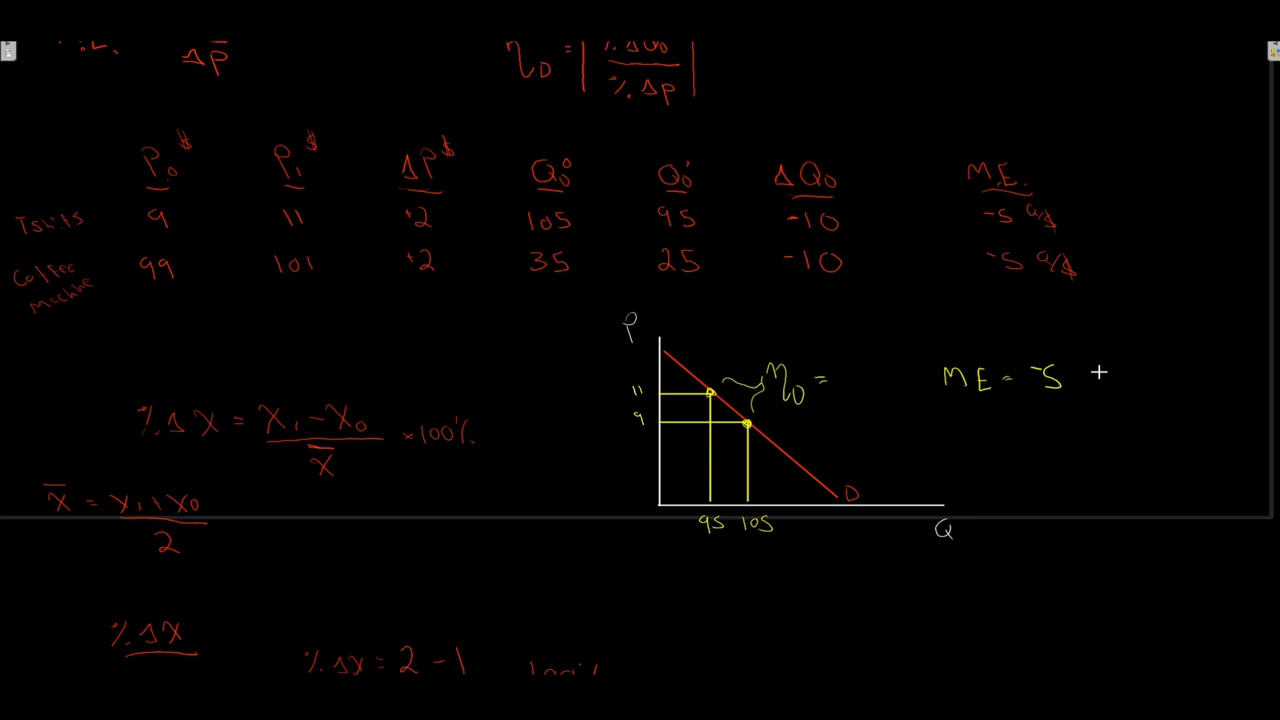 ΔP̄
η_D = | %ΔQ_D / %Δp |
P_0 $ P_1 $ ΔP $ Q_D^0 Q_D^1 ΔQ_D M.E.
Tshirts 9 11 +2 105 95 -10 -5 Q/$
Coffee machine 99 101 +2 35 25 -10 -5 Q/$
P
11
9
η_D =
ME = -5
D
95 105
Q
%ΔX = (X_1 - X_0) / X̄ × 100%
X̄ = (X_1 + X_0) / 2
%ΔX
%ΔX = 2 - 1